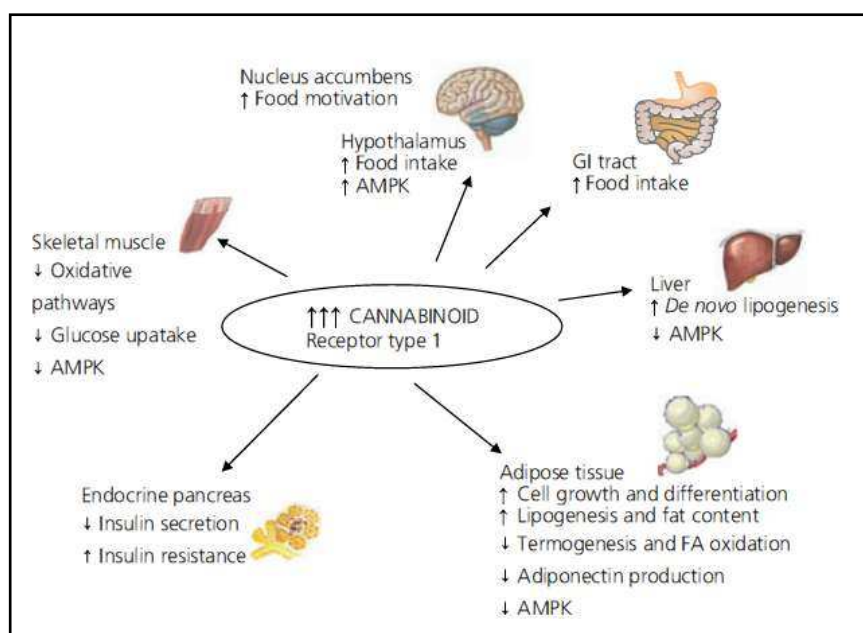 Nucleus accumbens
↑ Food motivation
Hypothalamus
↑ Food intake
↑ AMPK
GI tract
↑ Food intake
Skeletal muscle
↓ Oxidative
pathways
↓ Glucose upatake
↓ AMPK
↑↑↑ CANNABINOID
Receptor type 1
Liver
↑ De novo lipogenesis
↓ AMPK
Endocrine pancreas
↓ Insulin secretion
↑ Insulin resistance
Adipose tissue
↑ Cell growth and differentiation
↑ Lipogenesis and fat content
↓ Termogenesis and FA oxidation
↓ Adiponectin production
↓ AMPK